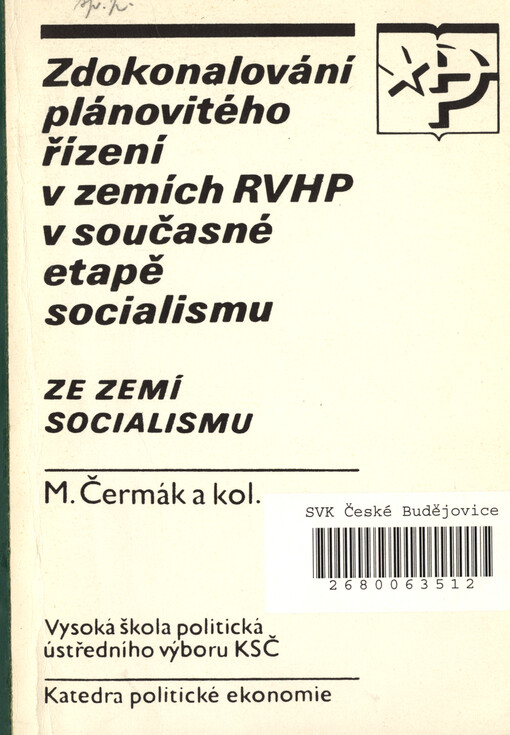 Zdokonalování
plánovitého
řízení
v zemích RVHP
v současné
etapě
socialismu
ZE ZEMÍ
SOCIALISMU
M. Čermák a kol.
SVK České Budějovice
2680063512
Vysoká škola politická
ústředního výboru KSČ
Katedra politické ekonomie